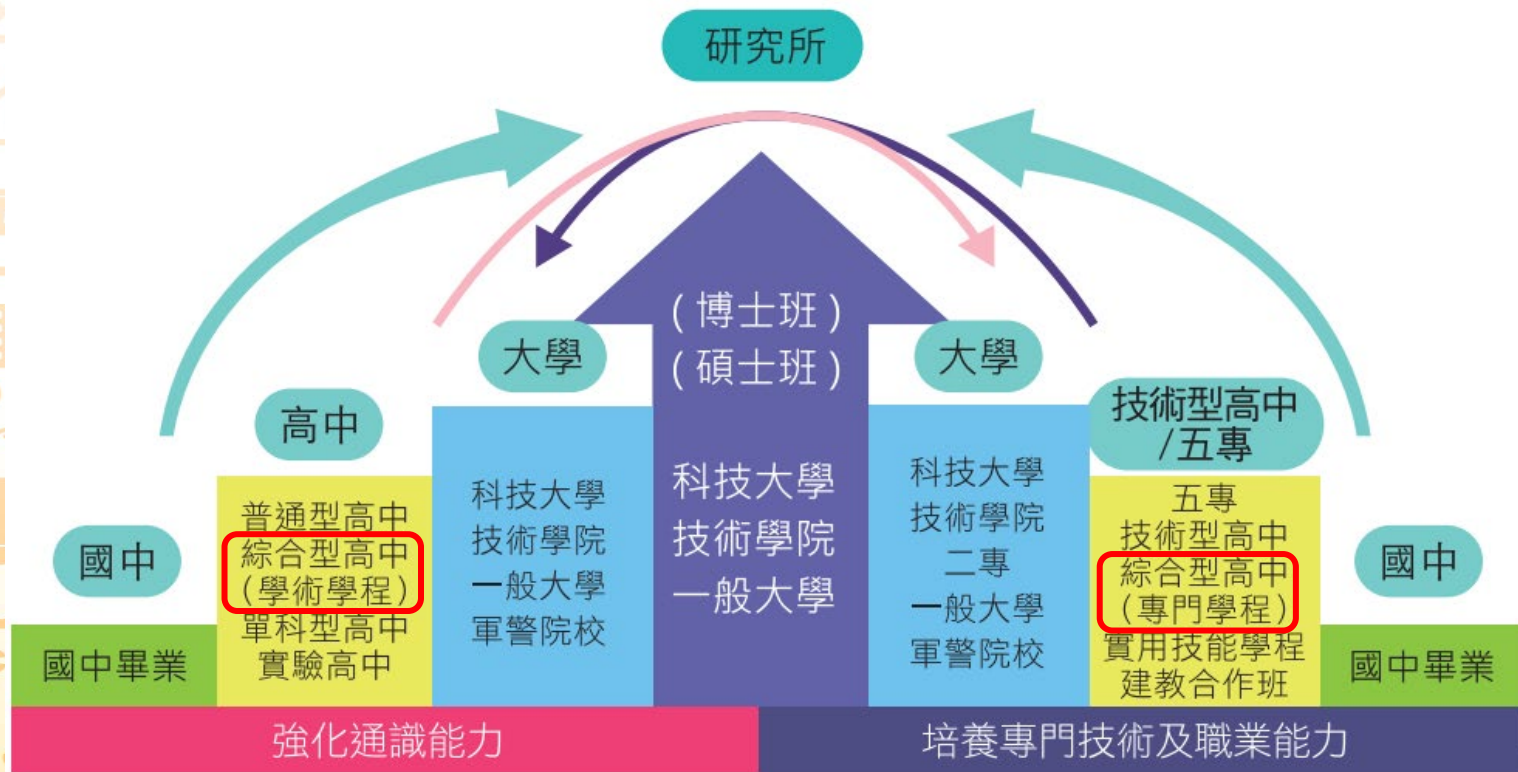 研究所
大學
(博士班)
(碩士班)
科技大學
技術學院
一般大學
大學
高中
技術型高中
/五專
國中
國中
普通型高中
綜合型高中
(學術學程)
單科型高中
實驗高中
科技大學
技術學院
一般大學
軍警院校
科技大學
技術學院
二專
一般大學
軍警院校
五專
技術型高中
綜合型高中
(專門學程)
實用技能學程
建教合作班
國中畢業
國中畢業
強化通識能力
培養專門技術及職業能力